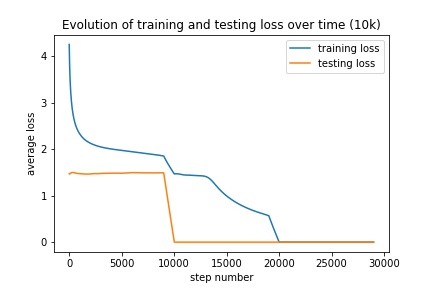 Evolution of training and testing loss over time (10k)
training loss
testing loss
average loss
4
3
2
1
0
0 5000 10000 15000 20000 25000 30000
step number